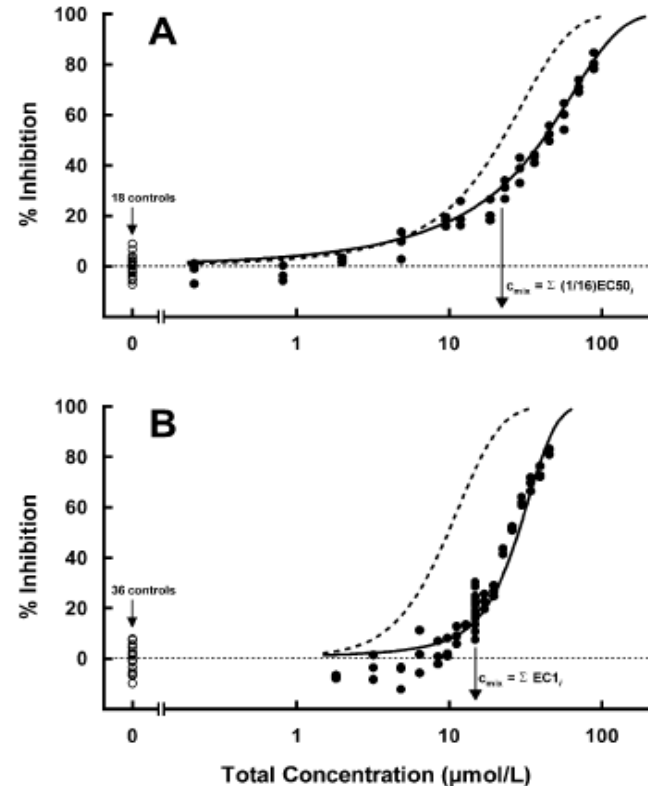 A
100
80
60
40
20
0
% Inhibition
18 controls
c_mix = Σ (1/16)EC50_i
0 1 10 100
B
100
80
60
40
20
0
% Inhibition
36 controls
c_mix = Σ EC1_i
0 1 10 100
Total Concentration (µmol/L)